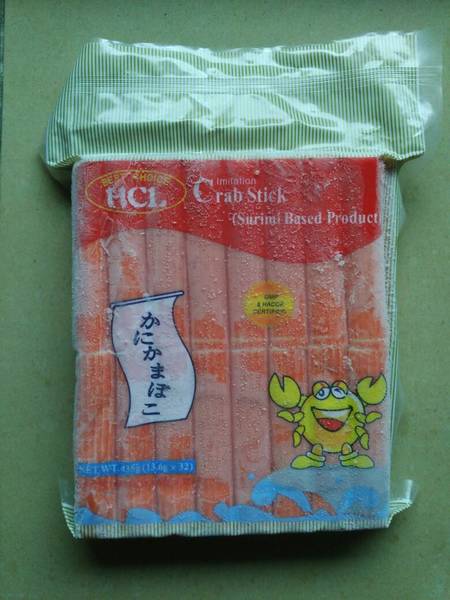 BEST CHOICE
HCL
Imitation
Crab Stick
(Surimi Based Product)
GMP
& HACCP
CERTIFIED
かにかまぼこ
NET WT. 435g (13.6g × 32)